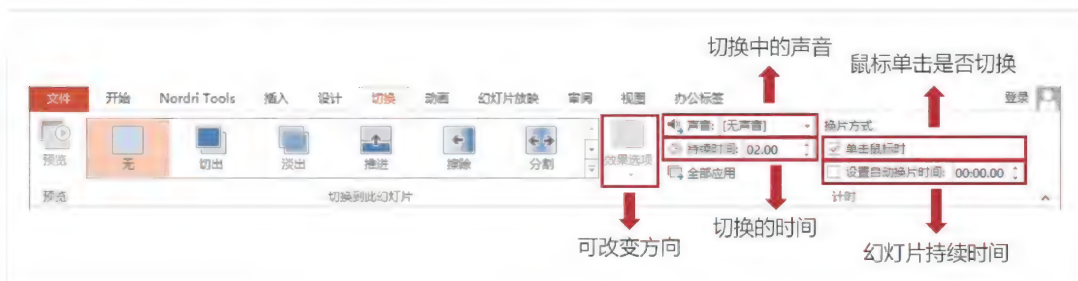 切换中的声音
鼠标单击是否切换
文件 开始 Nordri Tools 插入 设计 切换 动画 幻灯片放映 审阅 视图 办公标签 登录
预览 无 切出 淡出 推进 擦除 分割 效果选项
声音: [无声音] 换片方式
持续时间: 02.00 单击鼠标时
全部应用 设置自动换片时间: 00:00.00
预览 切换到此幻灯片 计时
可改变方向
切换的时间
幻灯片持续时间